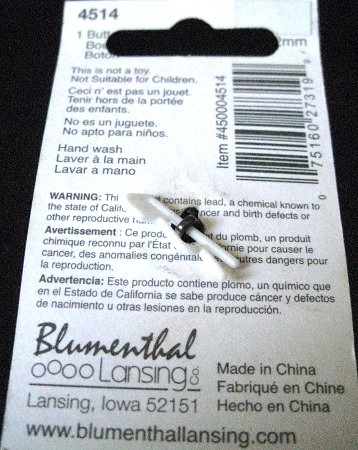 4514
1 Butt
Bou
Boton
2mm
This is not a toy.
Not Suitable for Children.
Ceci n' est pas un jouet.
Tenir hors de la portée
des enfants.
No es un juguete.
No apto para niños.
Hand wash
Laver à la main
Lavar a mano
Item #450004514
75160 27319
WARNING: Thi contains lead, a chemical known to
the state of Calif cancer and birth defects or
other reproductive h
Avertissement : Ce produ nt du plomb, un produit
chimique reconnu par l'État ornie pour causer le
cancer, des anomalies congénital utres dangers pour
la reproduction.
Advertencia: Este producto contiene plomo, un químico que
en el Estado de California se sabe produce cáncer y defectos
de nacimiento u otras lesiones en la reproducción.
Blumenthal
Lansing Co
Lansing, Iowa 52151
Made in China
Fabriqué en Chine
Hecho en China
www.blumenthallansing.com